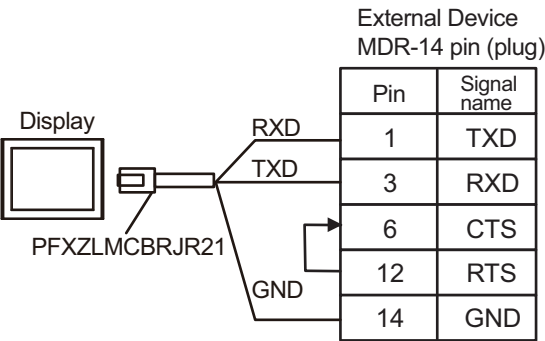 External Device
MDR-14 pin (plug)
Pin
Signal
name
Display
RXD
1
TXD
TXD
3
RXD
6
CTS
PFXZLMCBRJR21
12
RTS
GND
14
GND